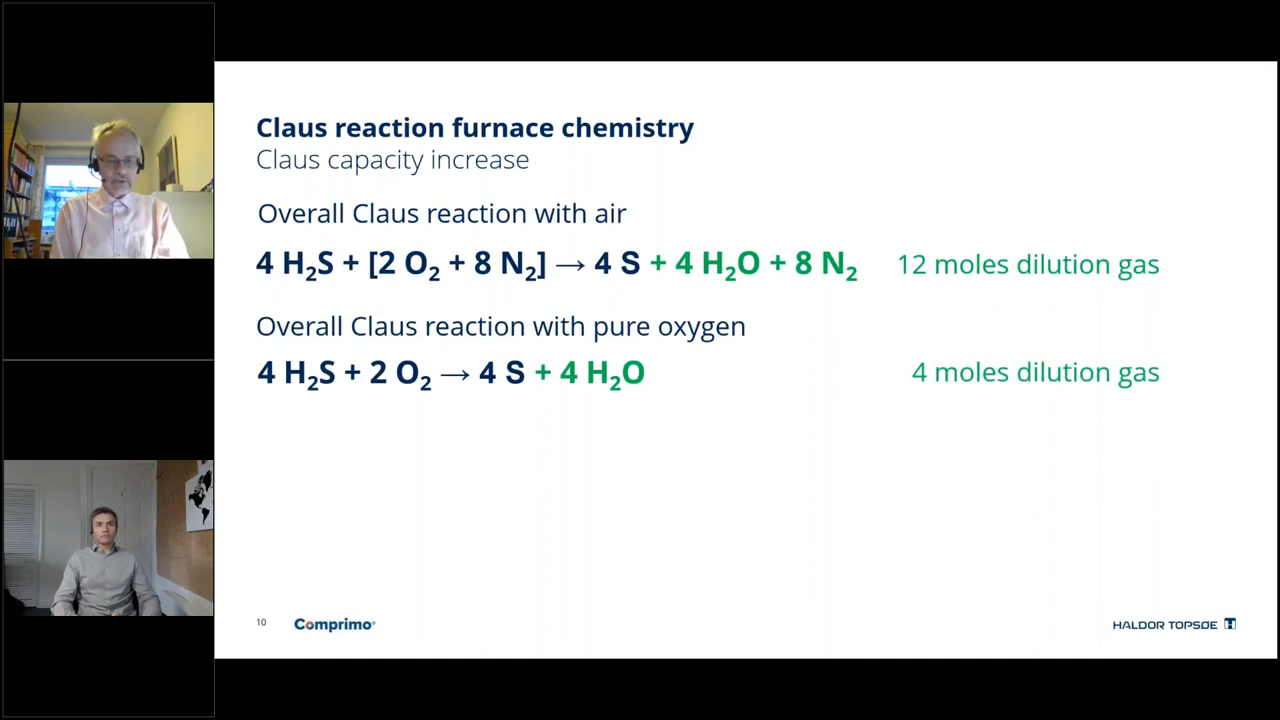 Claus reaction furnace chemistry
Claus capacity increase
Overall Claus reaction with air
4 H₂S + [2 O₂ + 8 N₂] → 4 S + 4 H₂O + 8 N₂ 12 moles dilution gas
Overall Claus reaction with pure oxygen
4 H₂S + 2 O₂ → 4 S + 4 H₂O 4 moles dilution gas
10 Comprimo® HALDOR TOPSØE